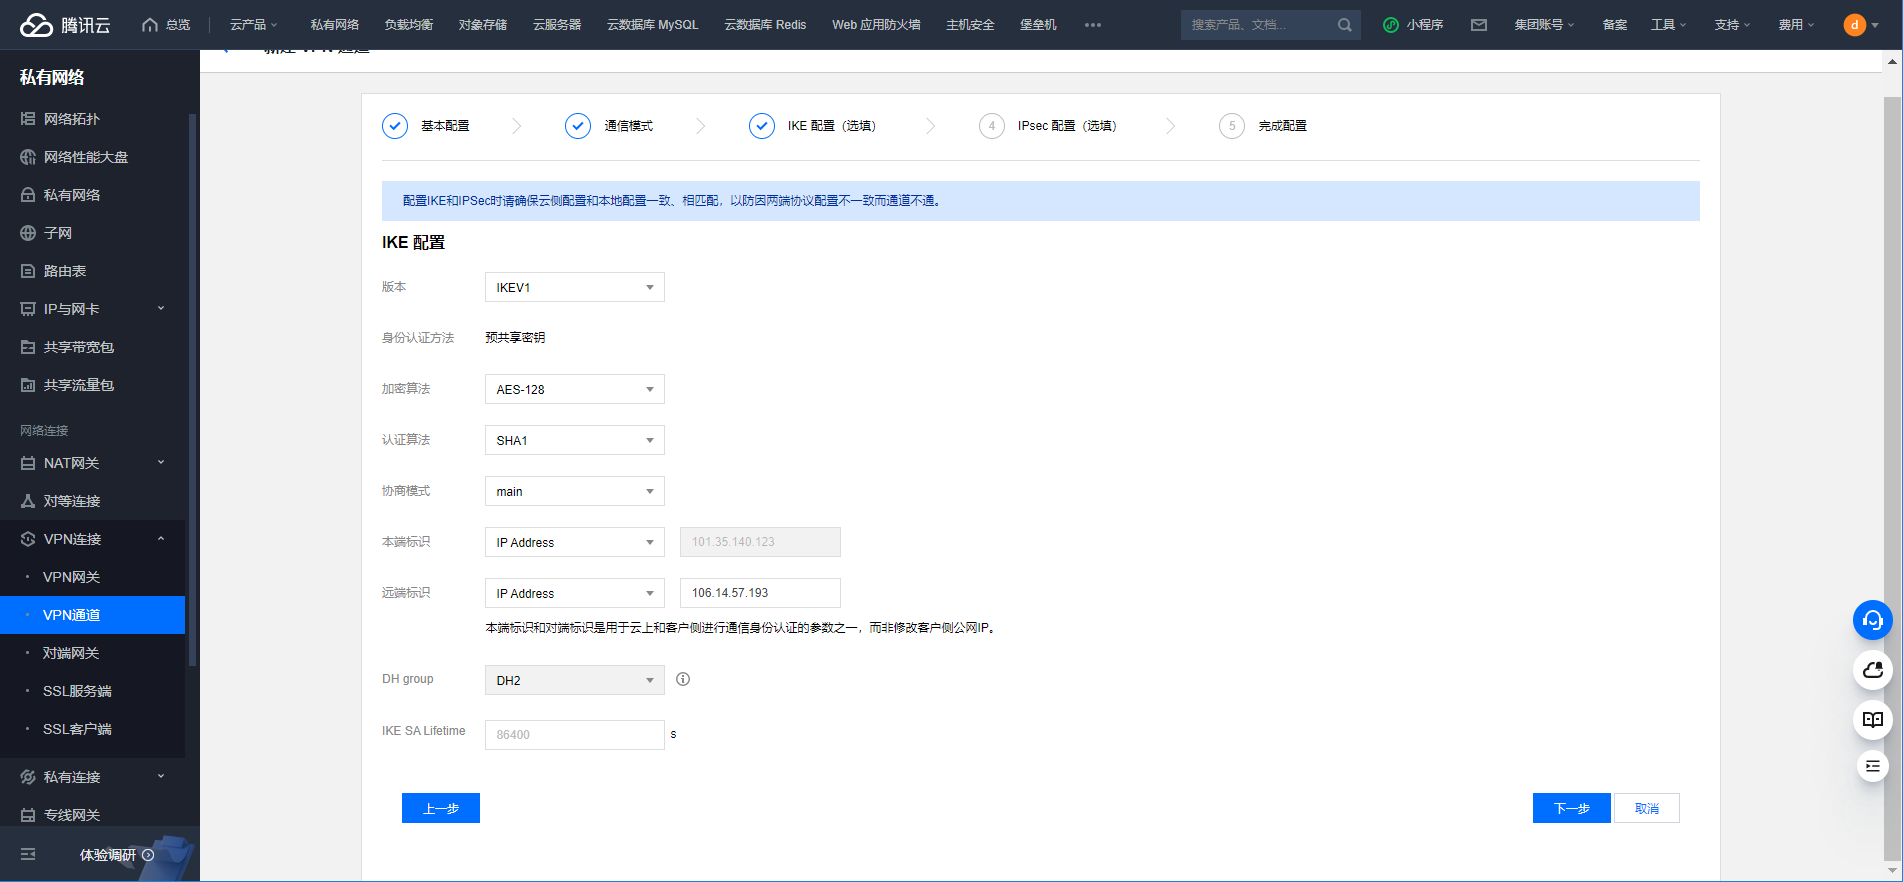 腾讯云
总览
云产品
私有网络
负载均衡
对象存储
云服务器
云数据库 MySQL
云数据库 Redis
Web 应用防火墙
主机安全
堡垒机
搜索产品、文档...
小程序
集团账号
备案
工具
支持
费用
d
新建 VPN 通道
私有网络
网络拓扑
网络性能大盘
私有网络
子网
路由表
IP与网卡
共享带宽包
共享流量包
网络连接
NAT网关
对等连接
VPN连接
VPN网关
VPN通道
对端网关
SSL服务端
SSL客户端
私有连接
专线网关
体验调研
基本配置
通信模式
IKE 配置（选填）
4 IPsec 配置（选填）
5 完成配置
配置IKE和IPSec时请确保云侧配置和本地配置一致、相匹配，以防因两端协议配置不一致而通道不通。
IKE 配置
版本 IKEV1
身份认证方法 预共享密钥
加密算法 AES-128
认证算法 SHA1
协商模式 main
本端标识 IP Address 101.35.140.123
远端标识 IP Address 106.14.57.193
本端标识和对端标识是用于云上和客户侧进行通信身份认证的参数之一，而非修改客户侧公网IP。
DH group DH2
IKE SA Lifetime 86400 s
上一步
下一步
取消